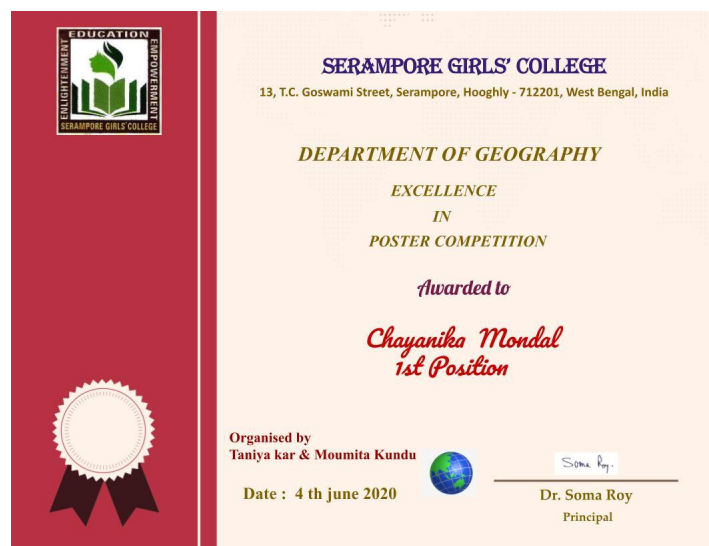 EDUCATION
ENLIGHTENMENT
EMPOWERMENT
SERAMPORE GIRLS' COLLEGE
SERAMPORE GIRLS' COLLEGE
13, T.C. Goswami Street, Serampore, Hooghly - 712201, West Bengal, India
DEPARTMENT OF GEOGRAPHY
EXCELLENCE
IN
POSTER COMPETITION
Awarded to
Chayanika Mondal
1st Position
Organised by
Taniya kar & Moumita Kundu
Date : 4 th june 2020
Soma Roy.
Dr. Soma Roy
Principal